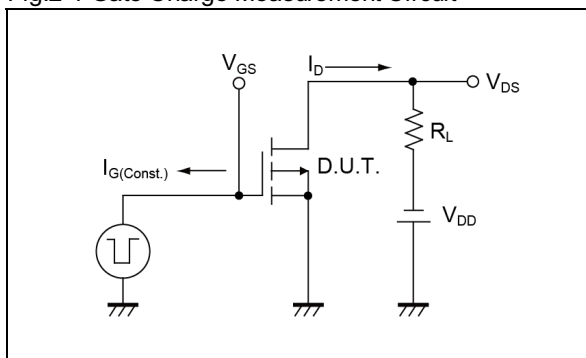 Fig.2-1 Gate Charge Measurement Circuit
VGS
ID
VDS
RL
IG(Const.)
D.U.T.
VDD